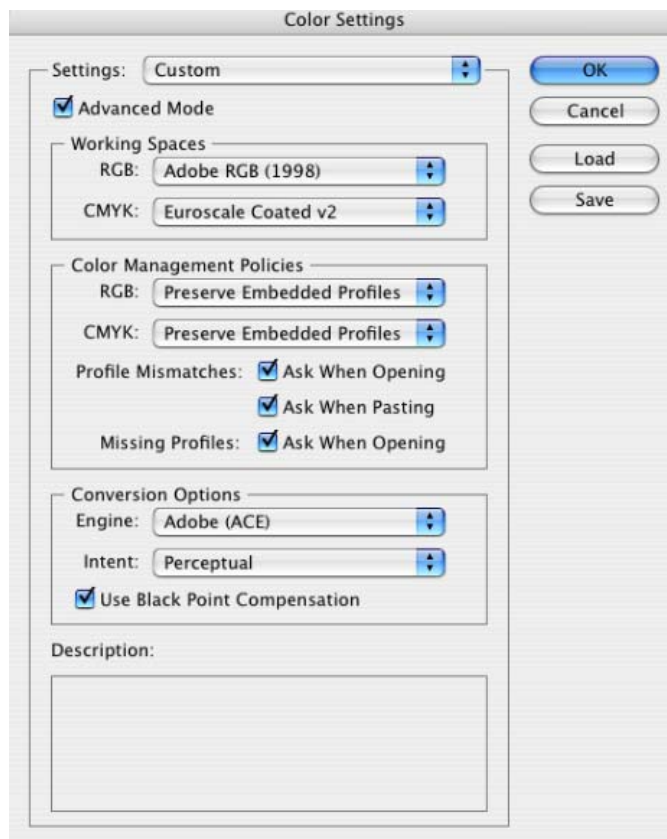 Color Settings
Settings: Custom
OK
Advanced Mode
Cancel
Working Spaces
RGB: Adobe RGB (1998)
Load
CMYK: Euroscale Coated v2
Save
Color Management Policies
RGB: Preserve Embedded Profiles
CMYK: Preserve Embedded Profiles
Profile Mismatches: Ask When Opening
Ask When Pasting
Missing Profiles: Ask When Opening
Conversion Options
Engine: Adobe (ACE)
Intent: Perceptual
Use Black Point Compensation
Description: